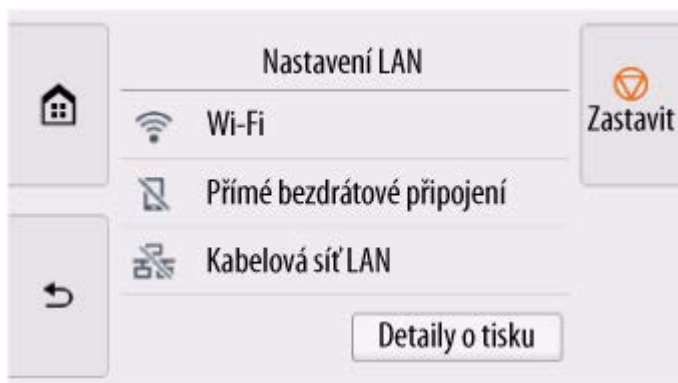 Nastavení LAN
Wi-Fi
Přímé bezdrátové připojení
Kabelová síť LAN
Detaily o tisku
Zastavit